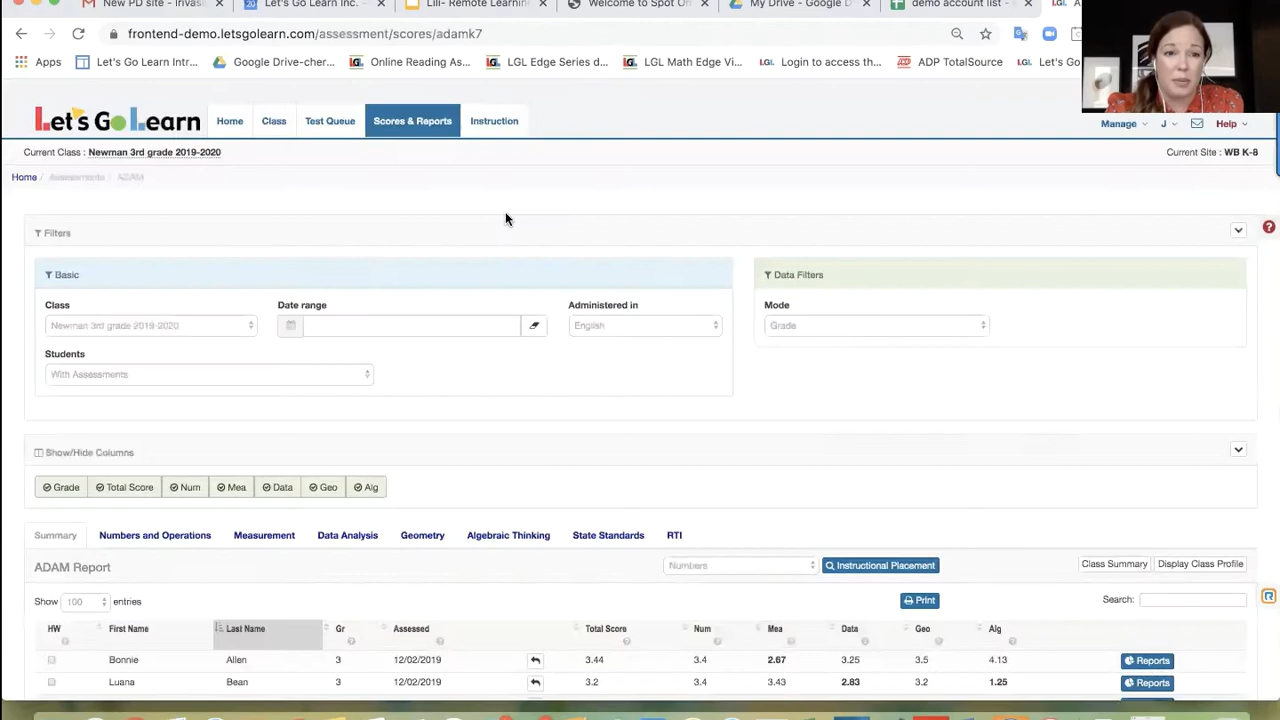 New PD site - Invasi
Let's Go Learn Inc.
Lili- Remote Learnin
Welcome to Spot On
My Drive - Google D
demo account list -
LGL
frontend-demo.letsgolearn.com/assessment/scores/adamk7
Apps Let's Go Learn Intr... Google Drive-cher... Online Reading As... LGL Edge Series d... LGL Math Edge Vi... Login to access th... ADP TotalSource Let's Go
Let's Go Learn Home Class Test Queue Scores & Reports Instruction Manage J Help
Current Class : Newman 3rd grade 2019-2020 Current Site : WB K-8
Home / Assessments / ADAM
Filters
Basic Data Filters
Class Date range Administered in Mode
Newman 3rd grade 2019-2020 English Grade
Students
With Assessments
Show/Hide Columns
Grade Total Score Num Mea Data Geo Alg
Summary Numbers and Operations Measurement Data Analysis Geometry Algebraic Thinking State Standards RTI
ADAM Report Numbers Instructional Placement Class Summary Display Class Profile
Show 100 entries Print Search:
HW First Name Last Name Gr Assessed Total Score Num Mea Data Geo Alg
Bonnie Allen 3 12/02/2019 3.44 3.4 2.67 3.25 3.5 4.13 Reports
Luana Bean 3 12/02/2019 3.2 3.4 3.43 2.83 3.2 1.25 Reports